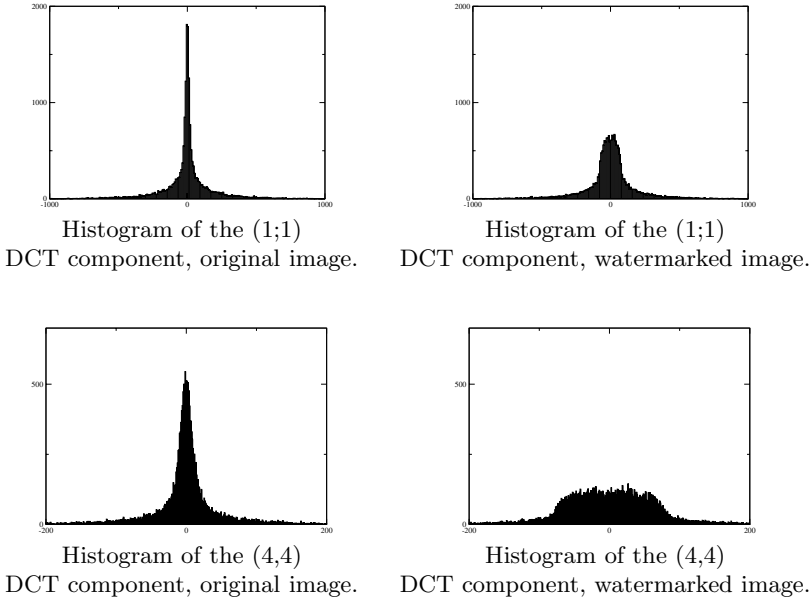 2000
2000
1000
1000
0
0
-1000
0
1000
-1000
0
1000
Histogram of the (1;1)
DCT component, original image.
Histogram of the (1;1)
DCT component, watermarked image.
500
500
0
0
-200
0
200
-200
0
200
Histogram of the (4,4)
DCT component, original image.
Histogram of the (4,4)
DCT component, watermarked image.